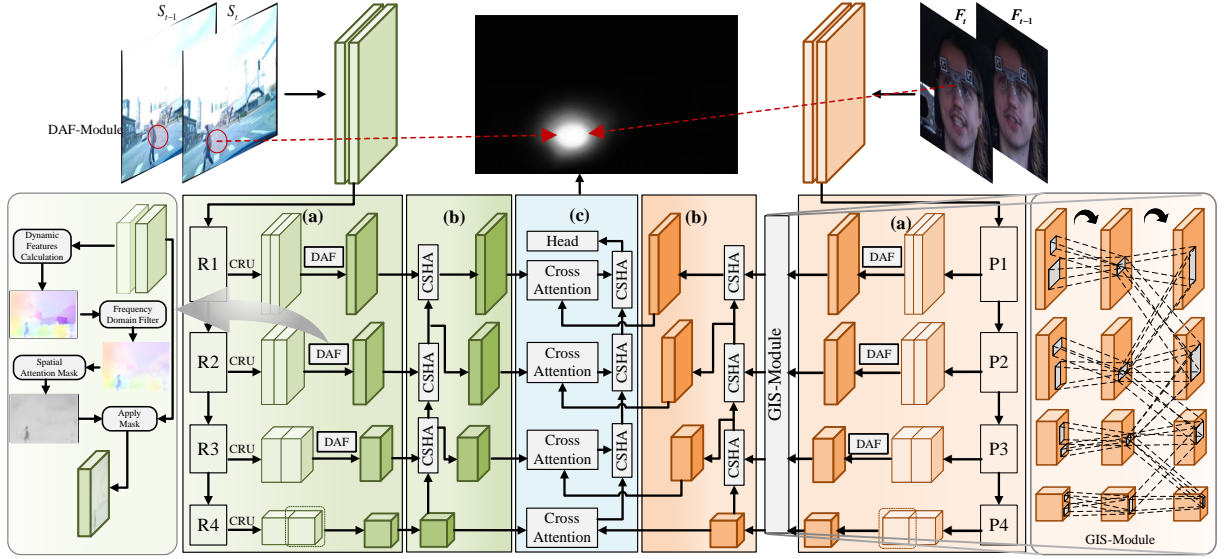 S_{t-1}
S_t
F_t
F_{t-1}
DAF-Module
(a)
(b)
(c)
(b)
(a)
Dynamic
Features
Calculation
Frequency
Domain Filter
Spatial
Attention Mask
Apply
Mask
R1
CRU
DAF
CSHA
Head
Cross
Attention
CSHA
CSHA
DAF
P1
R2
CRU
DAF
CSHA
Cross
Attention
CSHA
CSHA
DAF
P2
R3
CRU
DAF
CSHA
Cross
Attention
CSHA
CSHA
DAF
P3
R4
CRU
Cross
Attention
P4
GIS-Module
GIS-Module